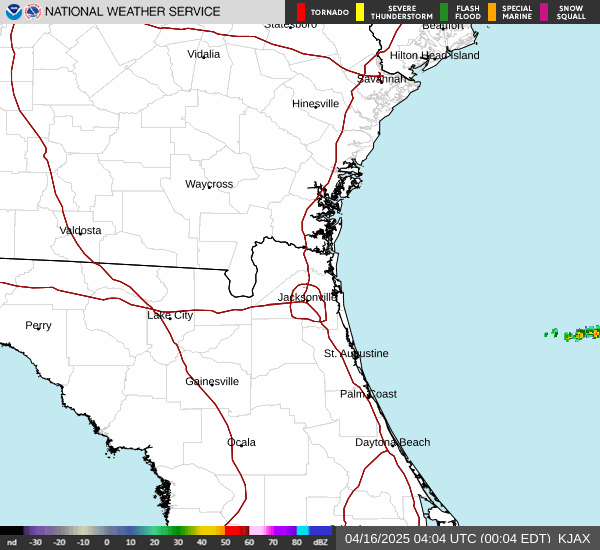 NATIONAL WEATHER SERVICE
TORNADO
SEVERE THUNDERSTORM
FLASH FLOOD
SPECIAL MARINE
SNOW SQUALL
Statesboro
Beaufort
Vidalia
Hilton Head Island
Savannah
Hinesville
Waycross
Valdosta
Jacksonville
Lake City
Perry
St. Augustine
Gainesville
Palm Coast
Ocala
Daytona Beach
nd -30 -20 -10 0 10 20 30 40 50 60 70 80 dBZ
04/16/2025 04:04 UTC (00:04 EDT) KJAX